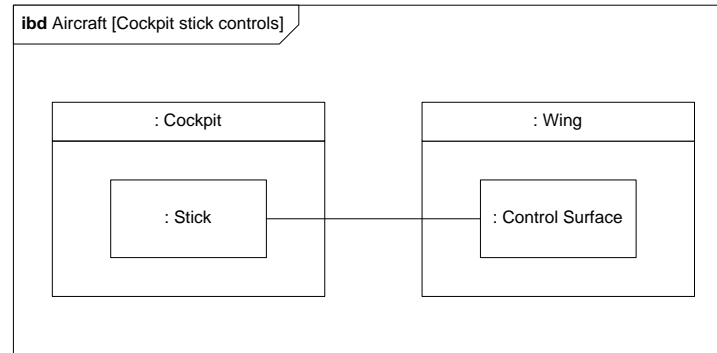 ibd Aircraft [Cockpit stick controls]
: Cockpit
: Wing
: Stick
: Control Surface